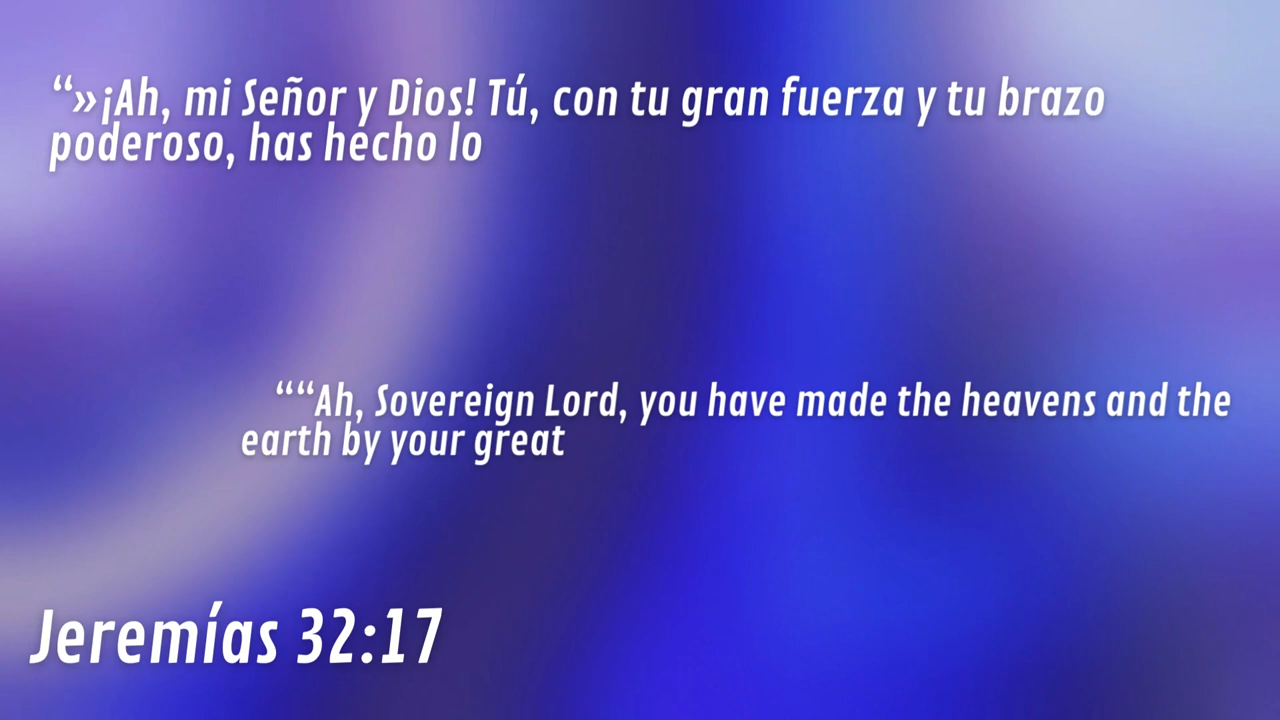 “»¡Ah, mi Señor y Dios! Tú, con tu gran fuerza y tu brazo
poderoso, has hecho lo
““Ah, Sovereign Lord, you have made the heavens and the
earth by your great
Jeremías 32:17